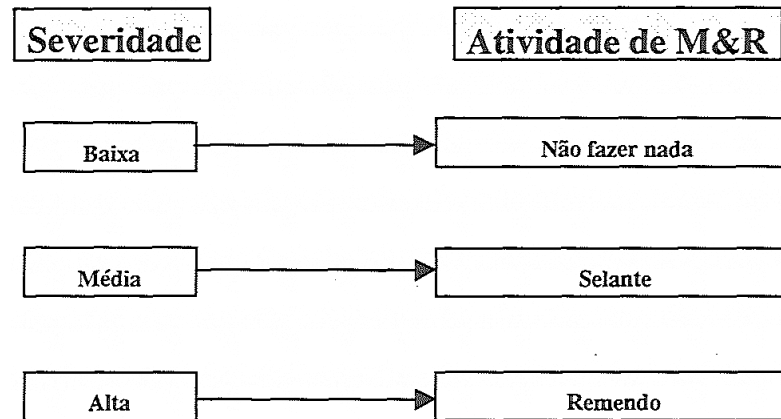 Severidade Atividade de M&R
Baixa Não fazer nada
Média Selante
Alta Remendo